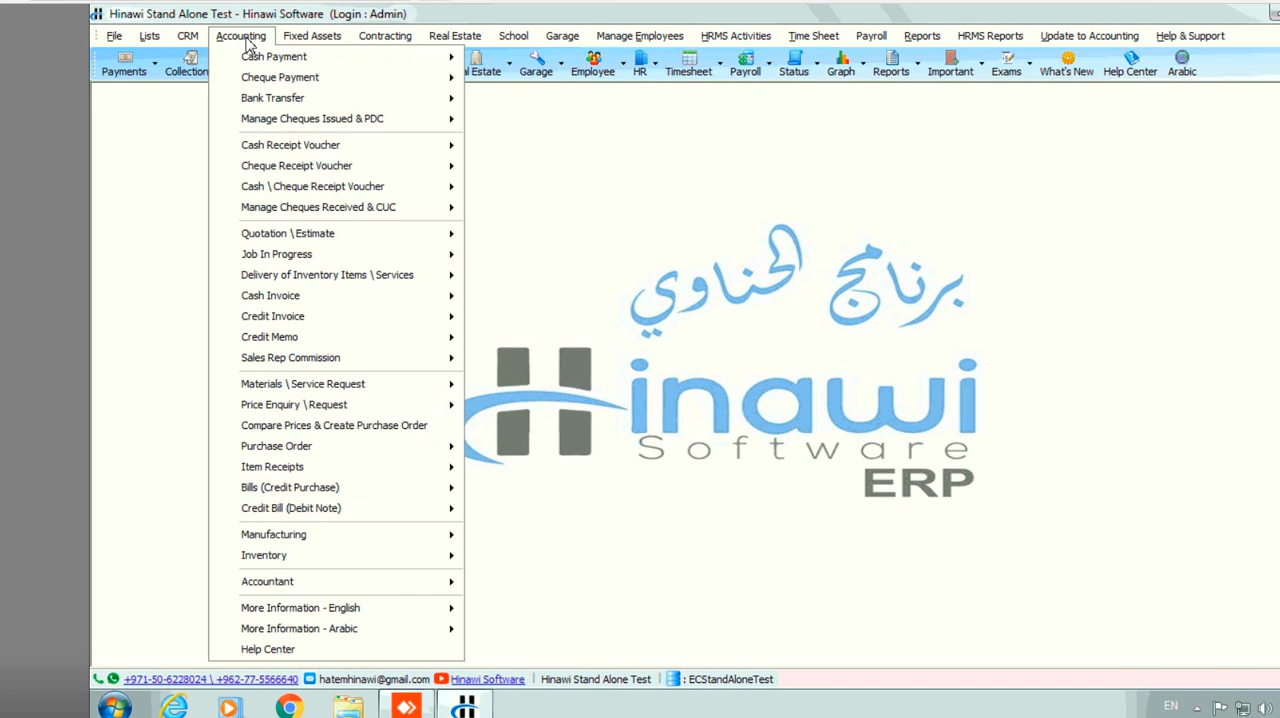 Hinawi Stand Alone Test - Hinawi Software (Login : Admin)
File Lists CRM Accounting Fixed Assets Contracting Real Estate School Garage Manage Employees HRMS Activities Time Sheet Payroll Reports HRMS Reports Update to Accounting Help & Support
Payments Collection l Estate Garage Employee HR Timesheet Payroll Status Graph Reports Important Exams What's New Help Center Arabic
Cash Payment
Cheque Payment
Bank Transfer
Manage Cheques Issued & PDC
Cash Receipt Voucher
Cheque Receipt Voucher
Cash \ Cheque Receipt Voucher
Manage Cheques Received & CUC
Quotation \ Estimate
Job In Progress
Delivery of Inventory Items \ Services
Cash Invoice
Credit Invoice
Credit Memo
Sales Rep Commission
Materials \ Service Request
Price Enquiry \ Request
Compare Prices & Create Purchase Order
Purchase Order
Item Receipts
Bills (Credit Purchase)
Credit Bill (Debit Note)
Manufacturing
Inventory
Accountant
More Information - English
More Information - Arabic
Help Center
برنامج الحناوي
Hinawi
Software
ERP
+971-50-6228024 \ +962-77-5566640 hatemhinawi@gmail.com Hinawi Software Hinawi Stand Alone Test : ECStandAloneTest
EN